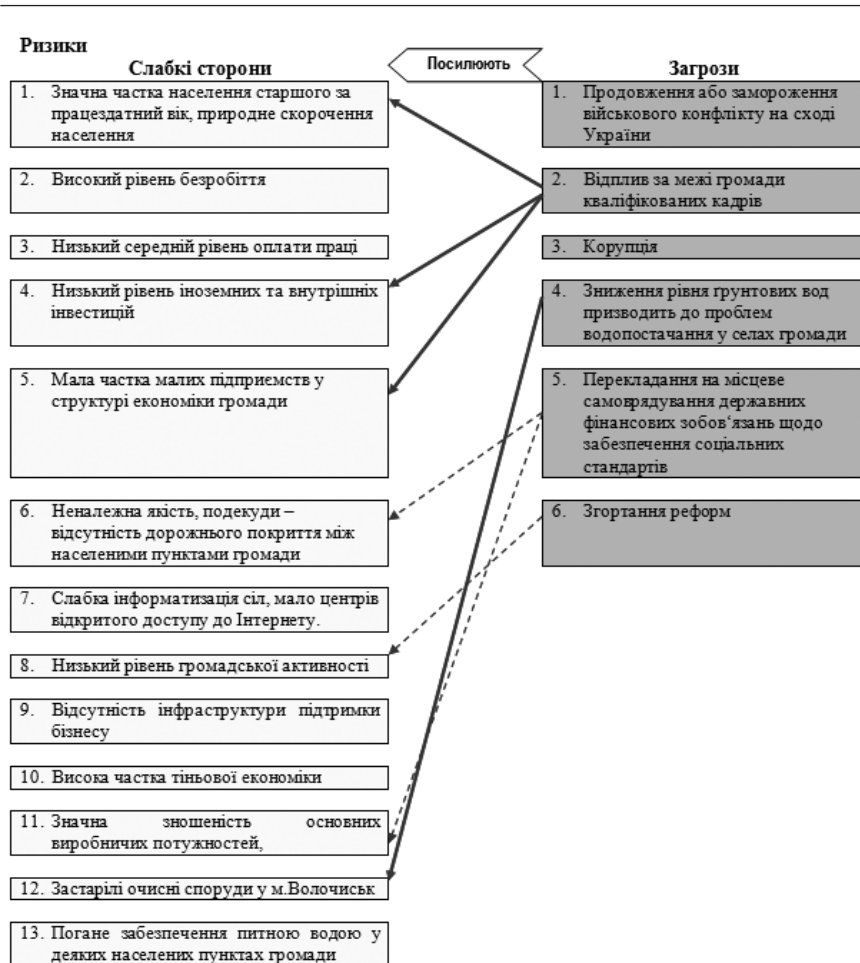 Ризики
Слабкі сторони
Посилюють
Загрози
1. Значна частка населення старшого за
працездатний вік, природне скорочення
населення
2. Високий рівень безробіття
3. Низький середній рівень оплати праці
4. Низький рівень іноземних та внутрішніх
інвестицій
5. Мала частка малих підприємств у
структурі економіки громади
6. Неналежна якість, подекуди –
відсутність дорожнього покриття між
населеними пунктами громади
7. Слабка інформатизація сіл, мало центрів
відкритого доступу до Інтернету.
8. Низький рівень громадської активності
9. Відсутність інфраструктури підтримки
бізнесу
10. Висока частка тіньової економіки
11. Значна зношеність основних
виробничих потужностей,
12. Застарілі очисні споруди у м.Волочиськ
13. Погане забезпечення питною водою у
деяких населених пунктах громади
1. Продовження або замороження
військового конфлікту на сході
України
2. Відплив за межі громади
кваліфікованих кадрів
3. Корупція
4. Зниження рівня ґрунтових вод
призводить до проблем
водопостачання у селах громади
5. Перекладання на місцеве
самоврядування державних
фінансових зобов‘язань щодо
забезпечення соціальних
стандартів
6. Згортання реформ